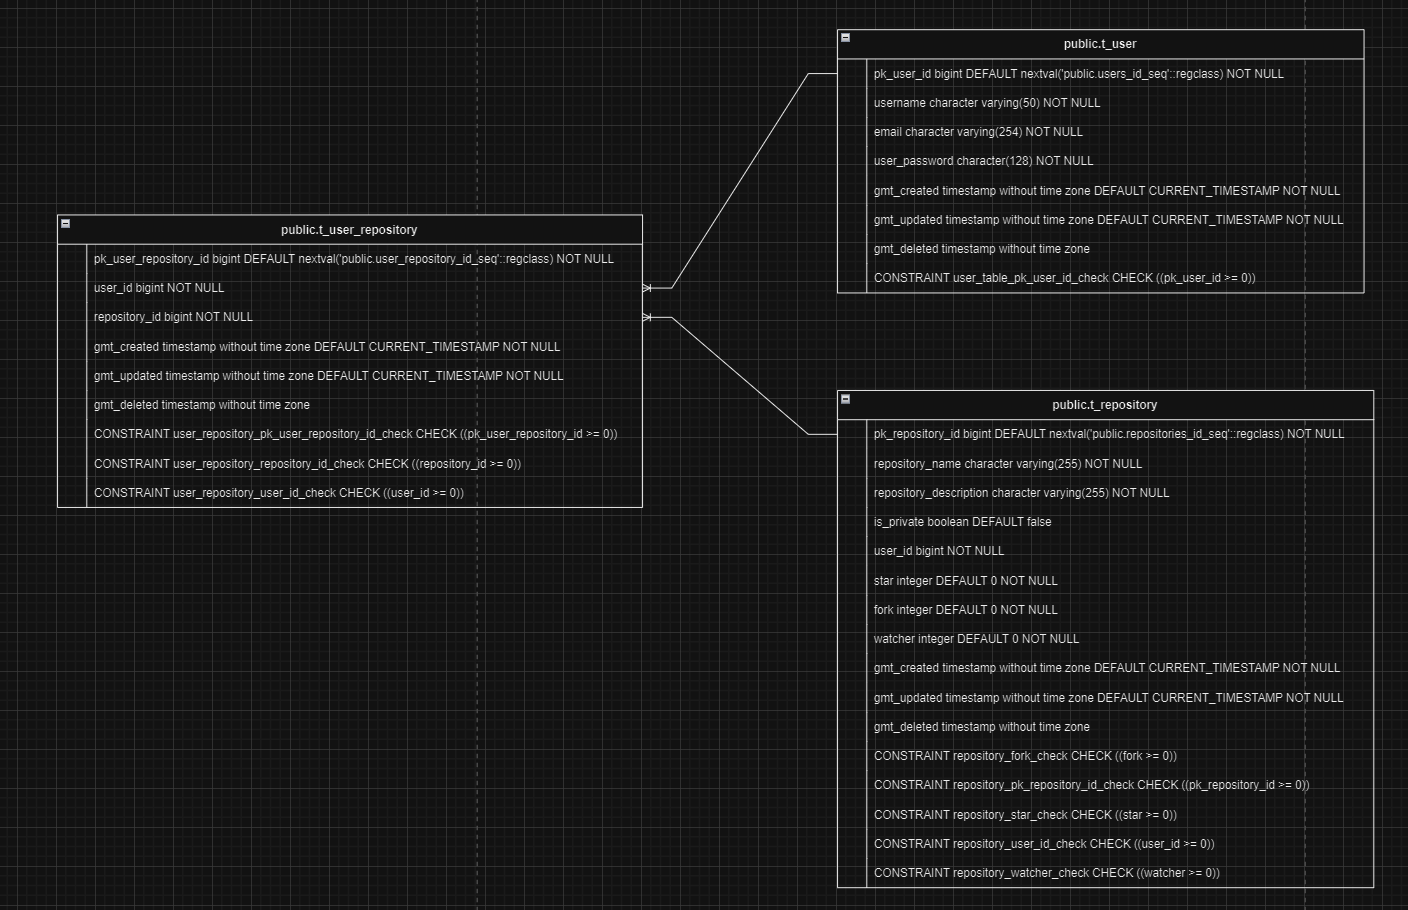 public.t_user
pk_user_id bigint DEFAULT nextval('public.users_id_seq'::regclass) NOT NULL
username character varying(50) NOT NULL
email character varying(254) NOT NULL
user_password character(128) NOT NULL
gmt_created timestamp without time zone DEFAULT CURRENT_TIMESTAMP NOT NULL
gmt_updated timestamp without time zone DEFAULT CURRENT_TIMESTAMP NOT NULL
gmt_deleted timestamp without time zone
CONSTRAINT user_table_pk_user_id_check CHECK ((pk_user_id >= 0))
public.t_user_repository
pk_user_repository_id bigint DEFAULT nextval('public.user_repository_id_seq'::regclass) NOT NULL
user_id bigint NOT NULL
repository_id bigint NOT NULL
gmt_created timestamp without time zone DEFAULT CURRENT_TIMESTAMP NOT NULL
gmt_updated timestamp without time zone DEFAULT CURRENT_TIMESTAMP NOT NULL
gmt_deleted timestamp without time zone
CONSTRAINT user_repository_pk_user_repository_id_check CHECK ((pk_user_repository_id >= 0))
CONSTRAINT user_repository_repository_id_check CHECK ((repository_id >= 0))
CONSTRAINT user_repository_user_id_check CHECK ((user_id >= 0))
public.t_repository
pk_repository_id bigint DEFAULT nextval('public.repositories_id_seq'::regclass) NOT NULL
repository_name character varying(255) NOT NULL
repository_description character varying(255) NOT NULL
is_private boolean DEFAULT false
user_id bigint NOT NULL
star integer DEFAULT 0 NOT NULL
fork integer DEFAULT 0 NOT NULL
watcher integer DEFAULT 0 NOT NULL
gmt_created timestamp without time zone DEFAULT CURRENT_TIMESTAMP NOT NULL
gmt_updated timestamp without time zone DEFAULT CURRENT_TIMESTAMP NOT NULL
gmt_deleted timestamp without time zone
CONSTRAINT repository_fork_check CHECK ((fork >= 0))
CONSTRAINT repository_pk_repository_id_check CHECK ((pk_repository_id >= 0))
CONSTRAINT repository_star_check CHECK ((star >= 0))
CONSTRAINT repository_user_id_check CHECK ((user_id >= 0))
CONSTRAINT repository_watcher_check CHECK ((watcher >= 0))